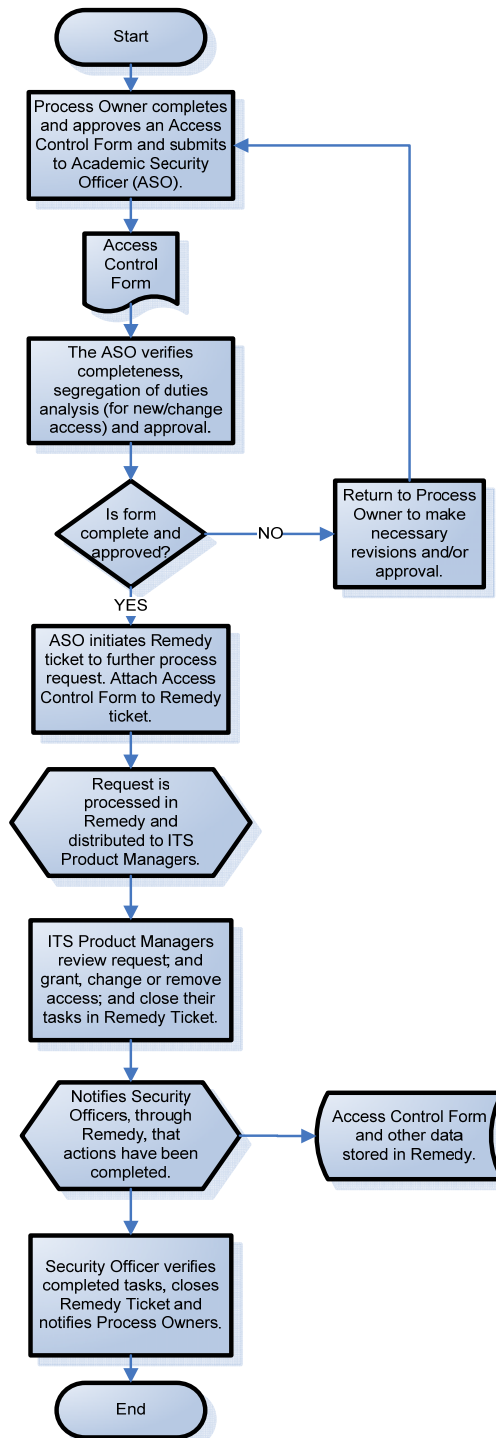 Start
Process Owner completes
and approves an Access
Control Form and submits
to Academic Security
Officer (ASO).
Access
Control
Form
The ASO verifies
completeness,
segregation of duties
analysis (for new/change
access) and approval.
Is form
complete and
approved?
NO
Return to Process
Owner to make
necessary
revisions and/or
approval.
YES
ASO initiates Remedy
ticket to further process
request. Attach Access
Control Form to Remedy
ticket.
Request is
processed in
Remedy and
distributed to ITS
Product Managers.
ITS Product Managers
review request; and
grant, change or remove
access; and close their
tasks in Remedy Ticket.
Notifies Security
Officers, through
Remedy, that
actions have been
completed.
Access Control Form
and other data
stored in Remedy.
Security Officer verifies
completed tasks, closes
Remedy Ticket and
notifies Process Owners.
End